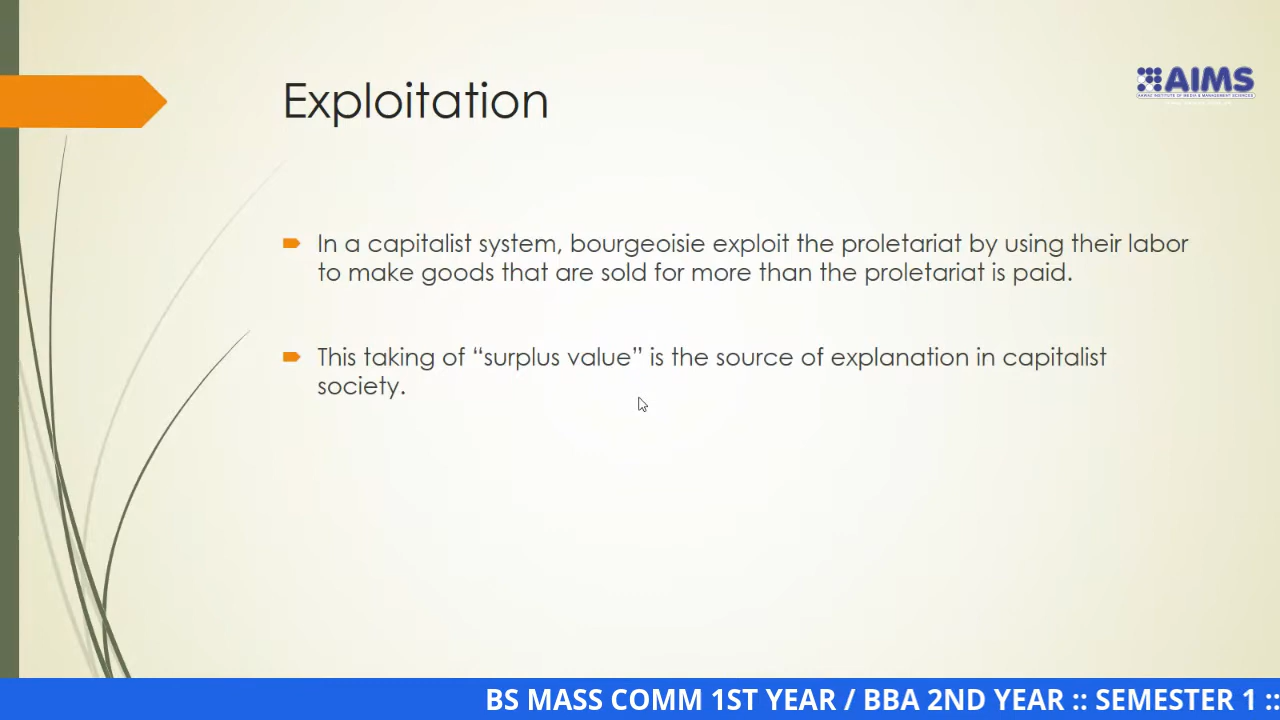 Exploitation
AIMS
In a capitalist system, bourgeoisie exploit the proletariat by using their labor
to make goods that are sold for more than the proletariat is paid.
This taking of “surplus value” is the source of explanation in capitalist
society.
BS MASS COMM 1ST YEAR / BBA 2ND YEAR :: SEMESTER 1 ::